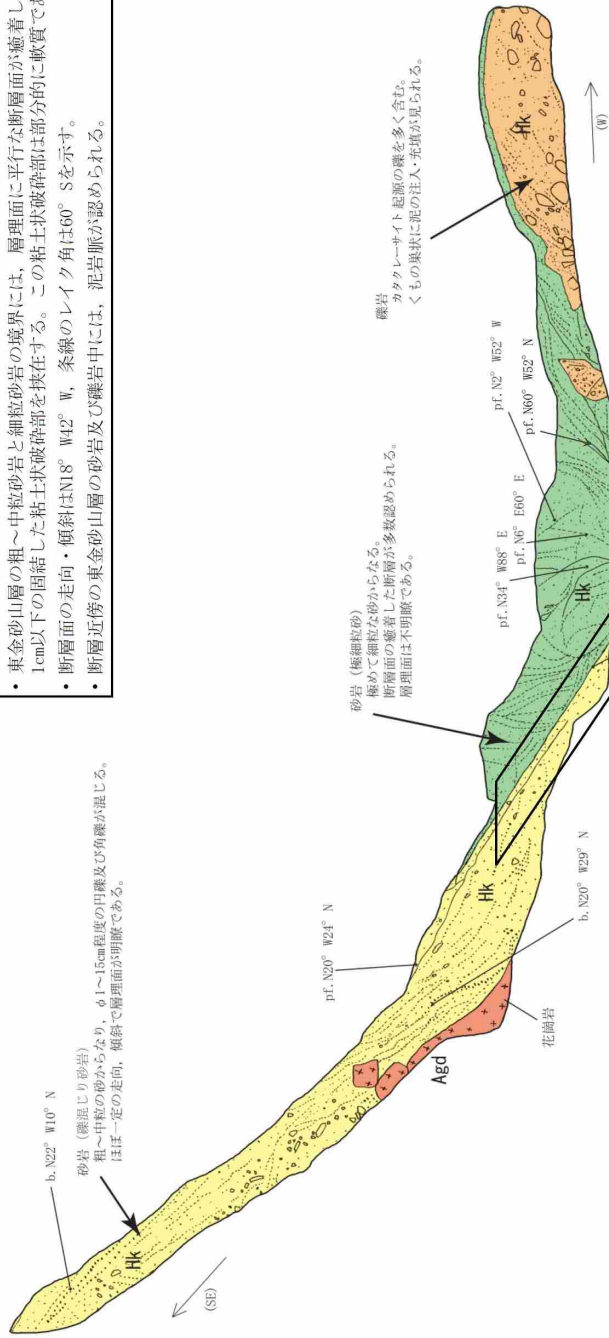 ・東金砂山層の粗～中粒砂岩と細粒砂岩の境界には，層理面に平行な断層面が癒着し
1cm以下の固結した粘土状破砕部を挟在する。この粘土状破砕部は部分的に軟質であ
・断層面の走向・傾斜はN18° W42° W，条線のレイク角は60° Sを示す。
・断層近傍の東金砂山層の砂岩及び礫岩中には，泥岩脈が認められる。
b.N22° W10° N
砂岩（礫混じり砂岩）
粗～中粒の砂からなり，φ1～15cm程度の円礫及び角礫が混じる。
ほぼ一定の走向，傾斜で層理面が明瞭である。
Hk
(SE)
pf.N20° W24° N
Agd
花崗岩
Hk
b.N20° W29° N
砂岩（極細粒砂）
極めて細粒な砂からなる。
断層面の癒着した断層が多数認められる。
層理面は不明瞭である。
pf.N34° W88° E
pf.N6° E60° E
Hk
pf.N2° W52° W
pf.N60° W52° N
礫岩
カタクレーサイト起源の礫を多く含む。
くもの巣状に泥の注入・充填が見られる。
Hk
(W)